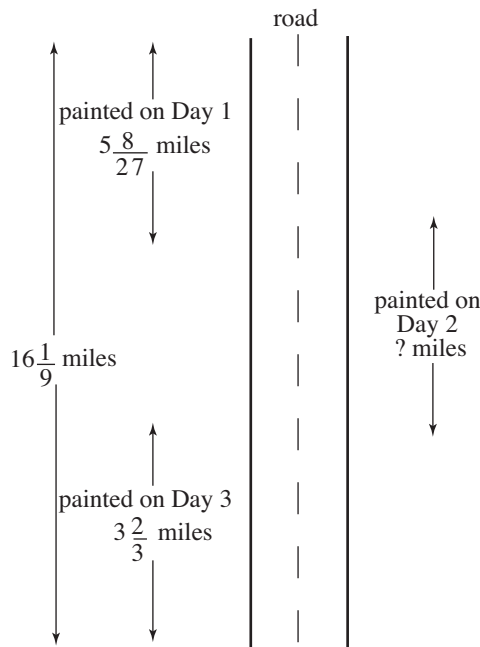 road
painted on Day 1
5 8/27 miles
painted on
Day 2
? miles
16 1/9 miles
painted on Day 3
3 2/3 miles